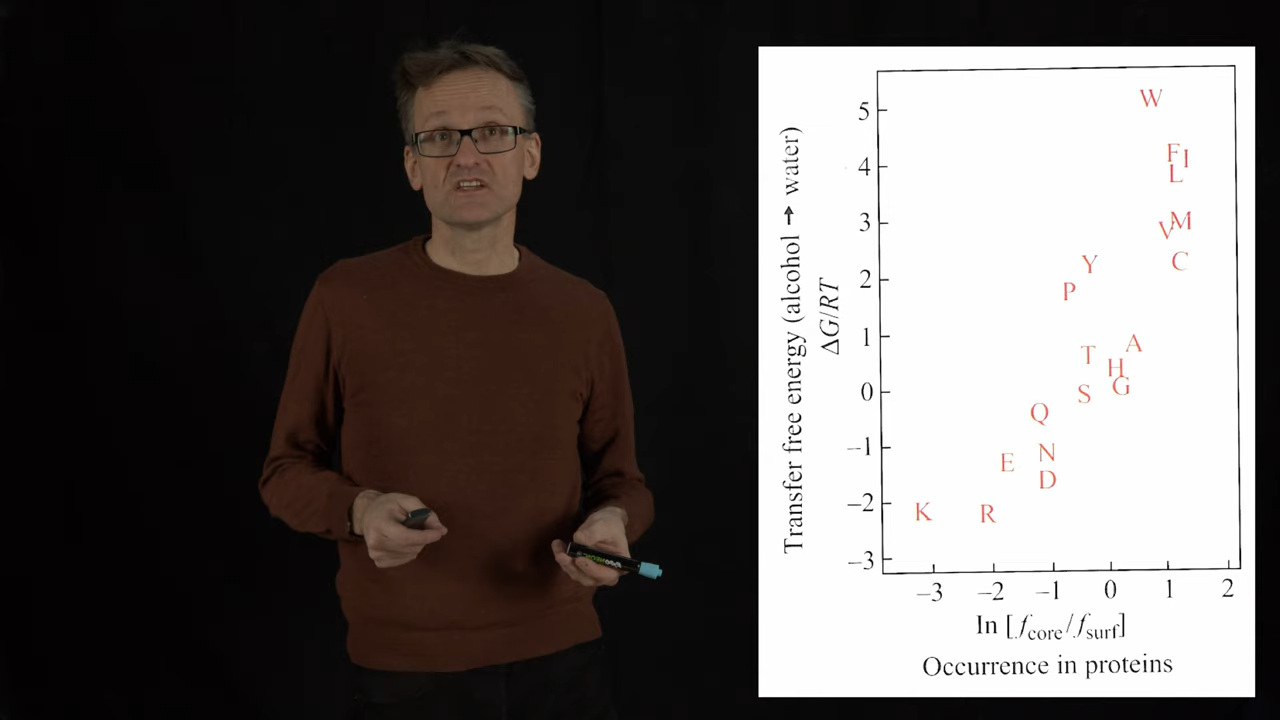 Transfer free energy (alcohol → water)
ΔG/RT
5
4
3
2
1
0
–1
–2
–3
W
F I
L
M
V
C
Y
P
A
T
H
G
S
Q
N
E
D
K
R
–3 –2 –1 0 1 2
ln [fcore/fsurf]
Occurrence in proteins